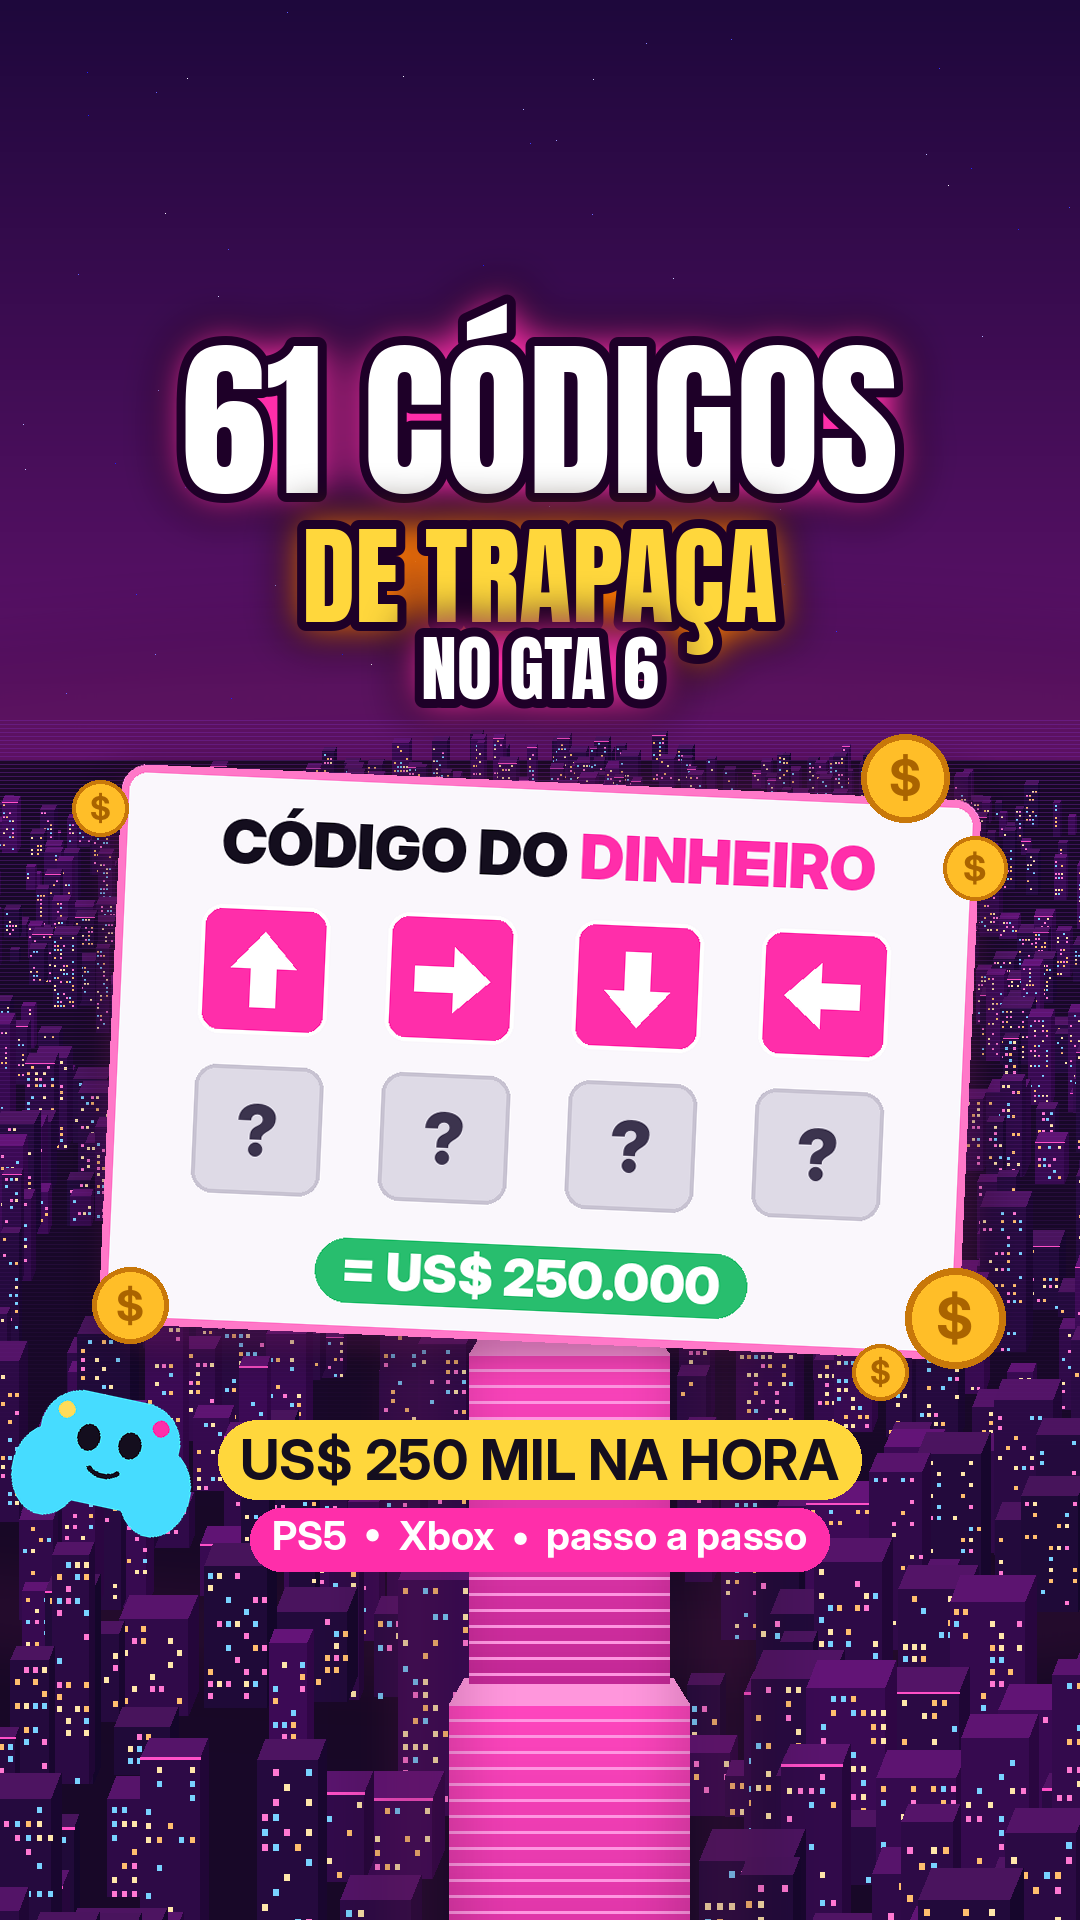 61 CÓDIGOS
DE TRAPAÇA
NO GTA 6
CÓDIGO DO DINHEIRO
? ? ? ?
= US$ 250.000
US$ 250 MIL NA HORA
PS5 • Xbox • passo a passo